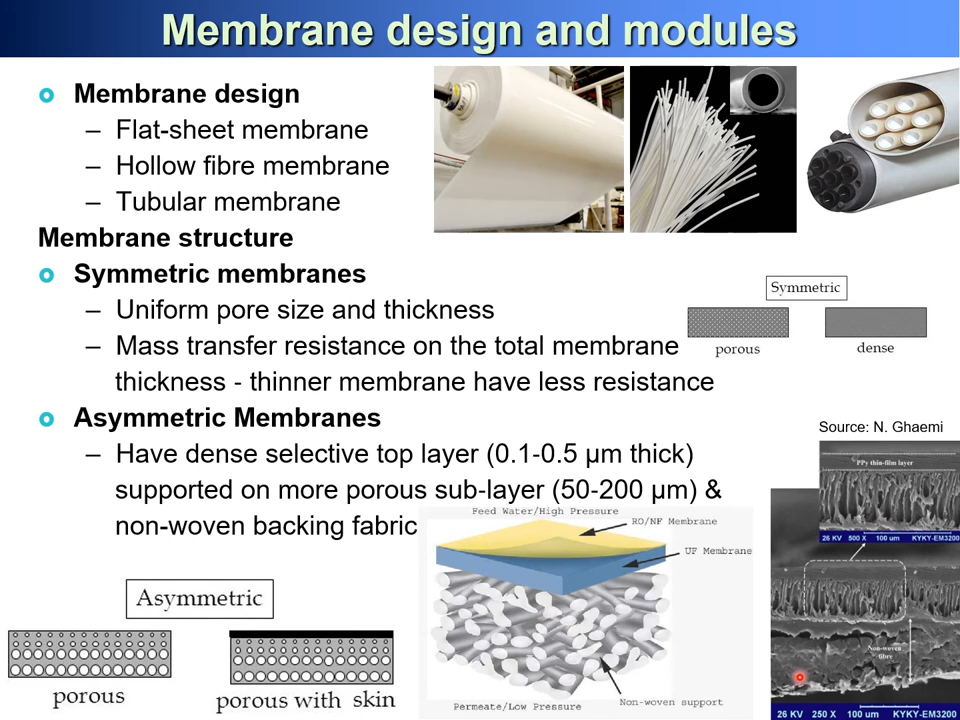 Membrane design and modules
Membrane design
– Flat-sheet membrane
– Hollow fibre membrane
– Tubular membrane
Membrane structure
Symmetric membranes
– Uniform pore size and thickness
– Mass transfer resistance on the total membrane
thickness - thinner membrane have less resistance
Asymmetric Membranes
– Have dense selective top layer (0.1-0.5 µm thick)
supported on more porous sub-layer (50-200 µm) &
non-woven backing fabric
Symmetric
porous
dense
Source: N. Ghaemi
PPy thin-film layer
26 KV 500 X 100 um KYKY-EM3200
Non-woven
fibre
26 KV 250 X 100 um KYKY-EM3200
Feed Water/High Pressure
RO/NF Membrane
UF Membrane
Non-woven support
Permeate/Low Pressure
Asymmetric
porous
porous with skin